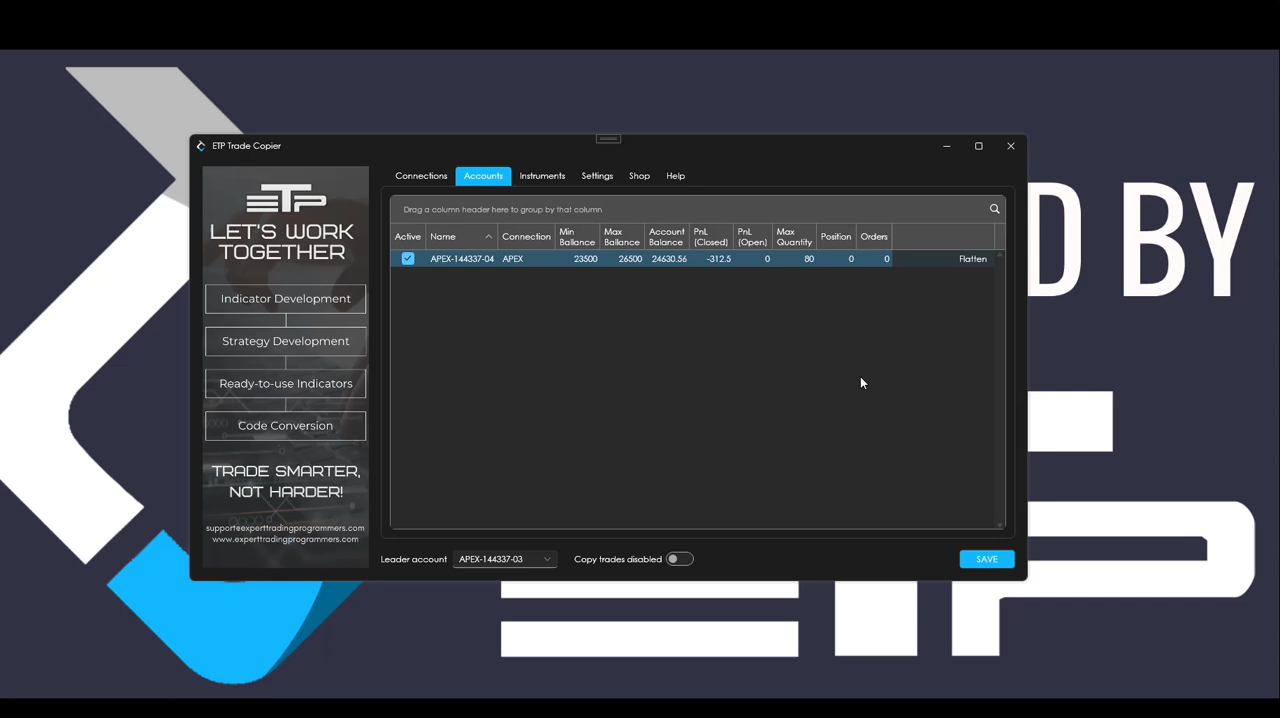 D BY
ETP Trade Copier
ETP
LET'S WORK
TOGETHER
Indicator Development
Strategy Development
Ready-to-use Indicators
Code Conversion
TRADE SMARTER,
NOT HARDER!
support@experttradingprogrammers.com
www.experttradingprogrammers.com
Connections Accounts Instruments Settings Shop Help
Drag a column header here to group by that column
Active Name Connection Min Ballance Max Ballance Account Balance PnL (Closed) PnL (Open) Max Quantity Position Orders
APEX-144337-04 APEX 23500 26500 24630.56 -312.5 0 80 0 0 Flatten
Leader account APEX-144337-03 Copy trades disabled SAVE